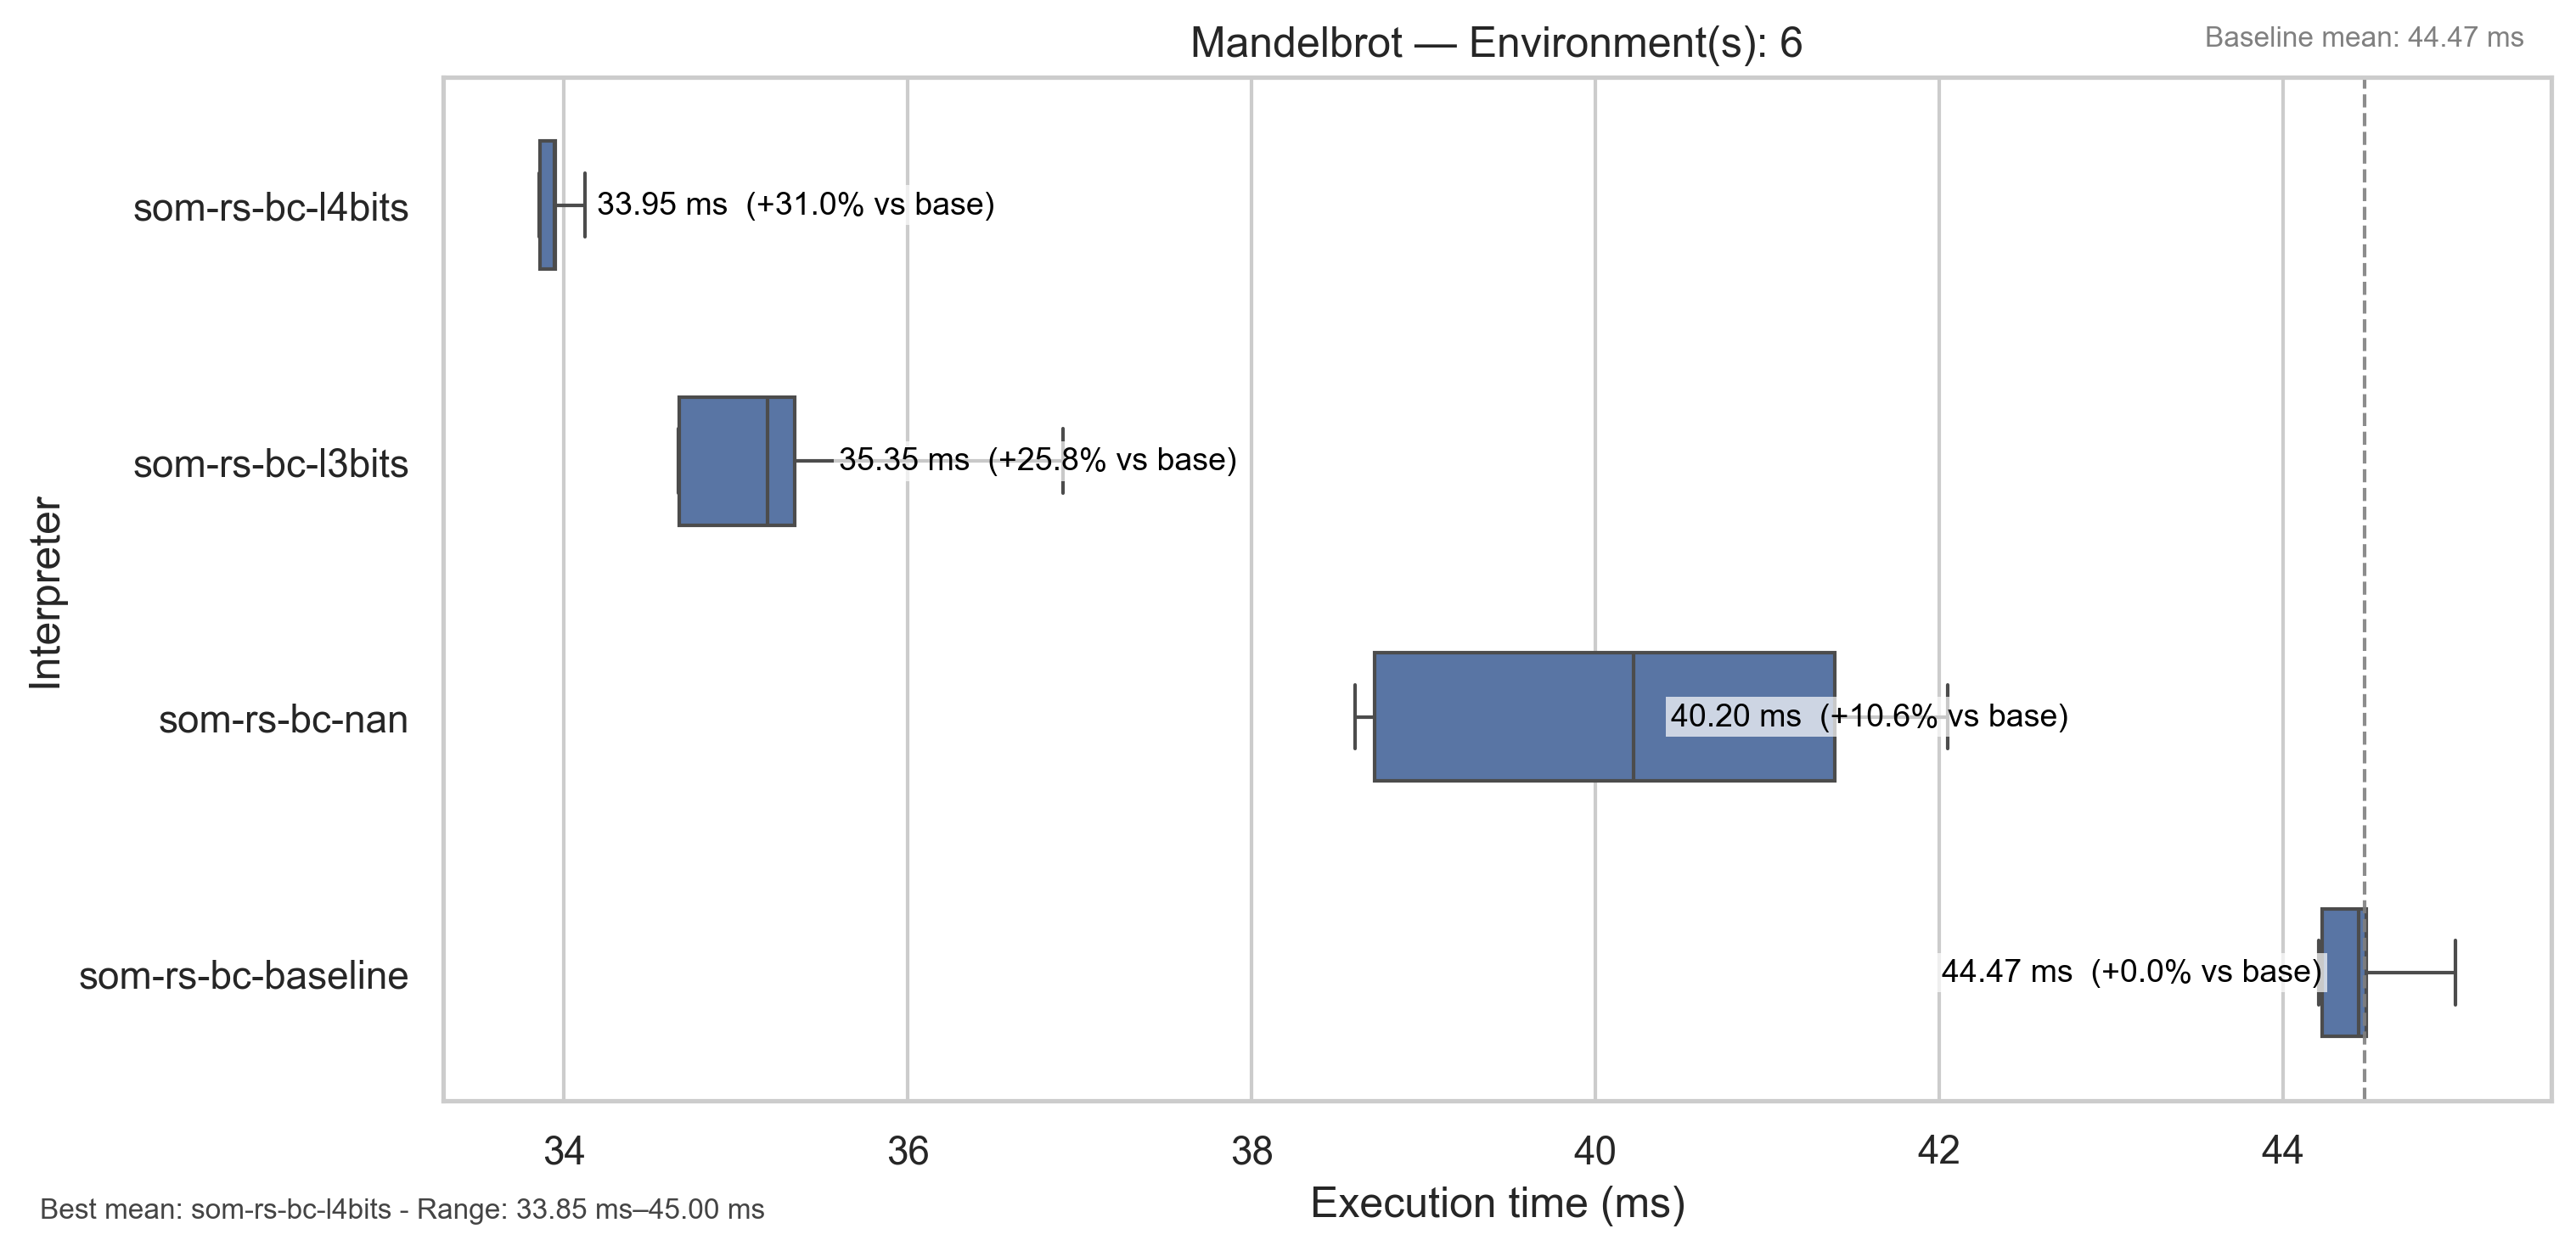 Mandelbrot — Environment(s): 6
Baseline mean: 44.47 ms
Interpreter
som-rs-bc-l4bits
33.95 ms (+31.0% vs base)
som-rs-bc-l3bits
35.35 ms (+25.8% vs base)
som-rs-bc-nan
40.20 ms (+10.6% vs base)
som-rs-bc-baseline
44.47 ms (+0.0% vs base)
34 36 38 40 42 44
Execution time (ms)
Best mean: som-rs-bc-l4bits - Range: 33.85 ms–45.00 ms